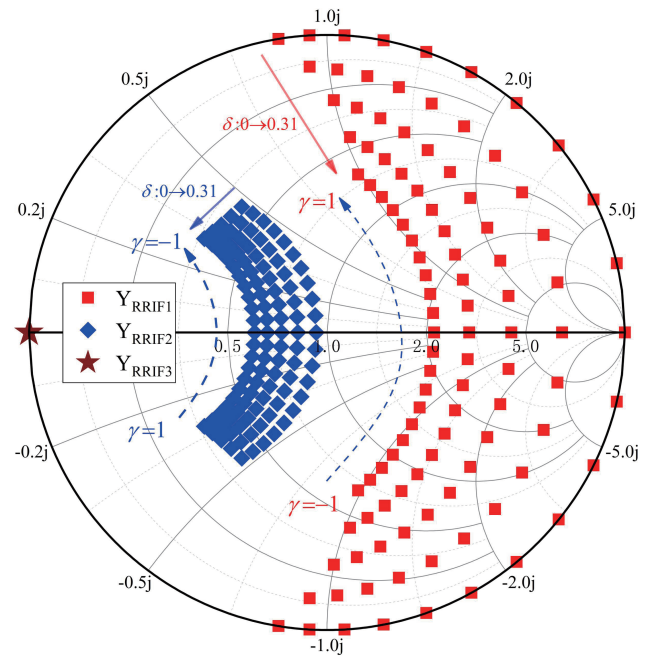 1.0j
0.5j
2.0j
δ:0→0.31
δ:0→0.31
γ=1
0.2j
5.0j
γ=−1
Y_RRIF1
Y_RRIF2
Y_RRIF3
0.5
1.0
2.0
5.0
γ=1
-0.2j
-5.0j
γ=−1
-0.5j
-2.0j
-1.0j